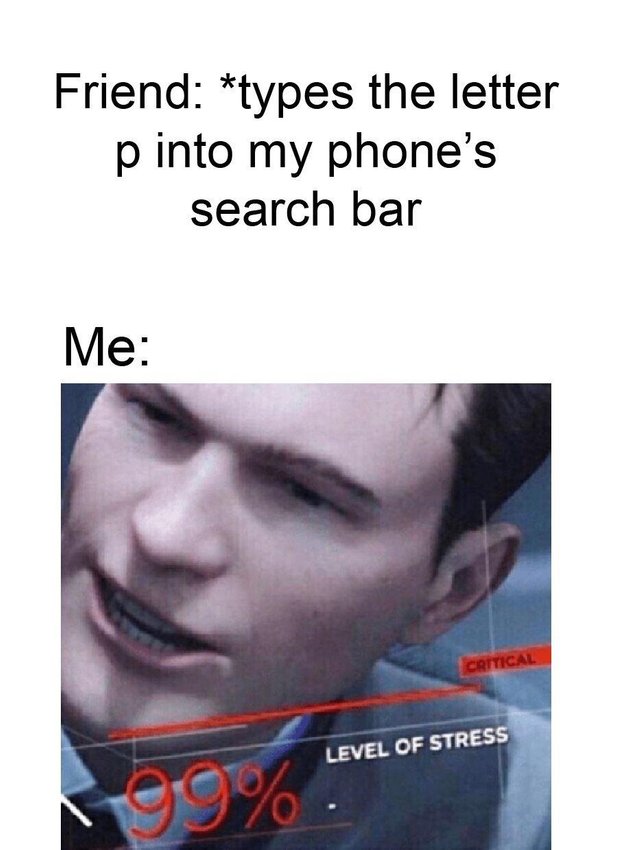 Friend: *types the letter
p into my phone’s
search bar
Me:
CRITICAL
LEVEL OF STRESS
99%